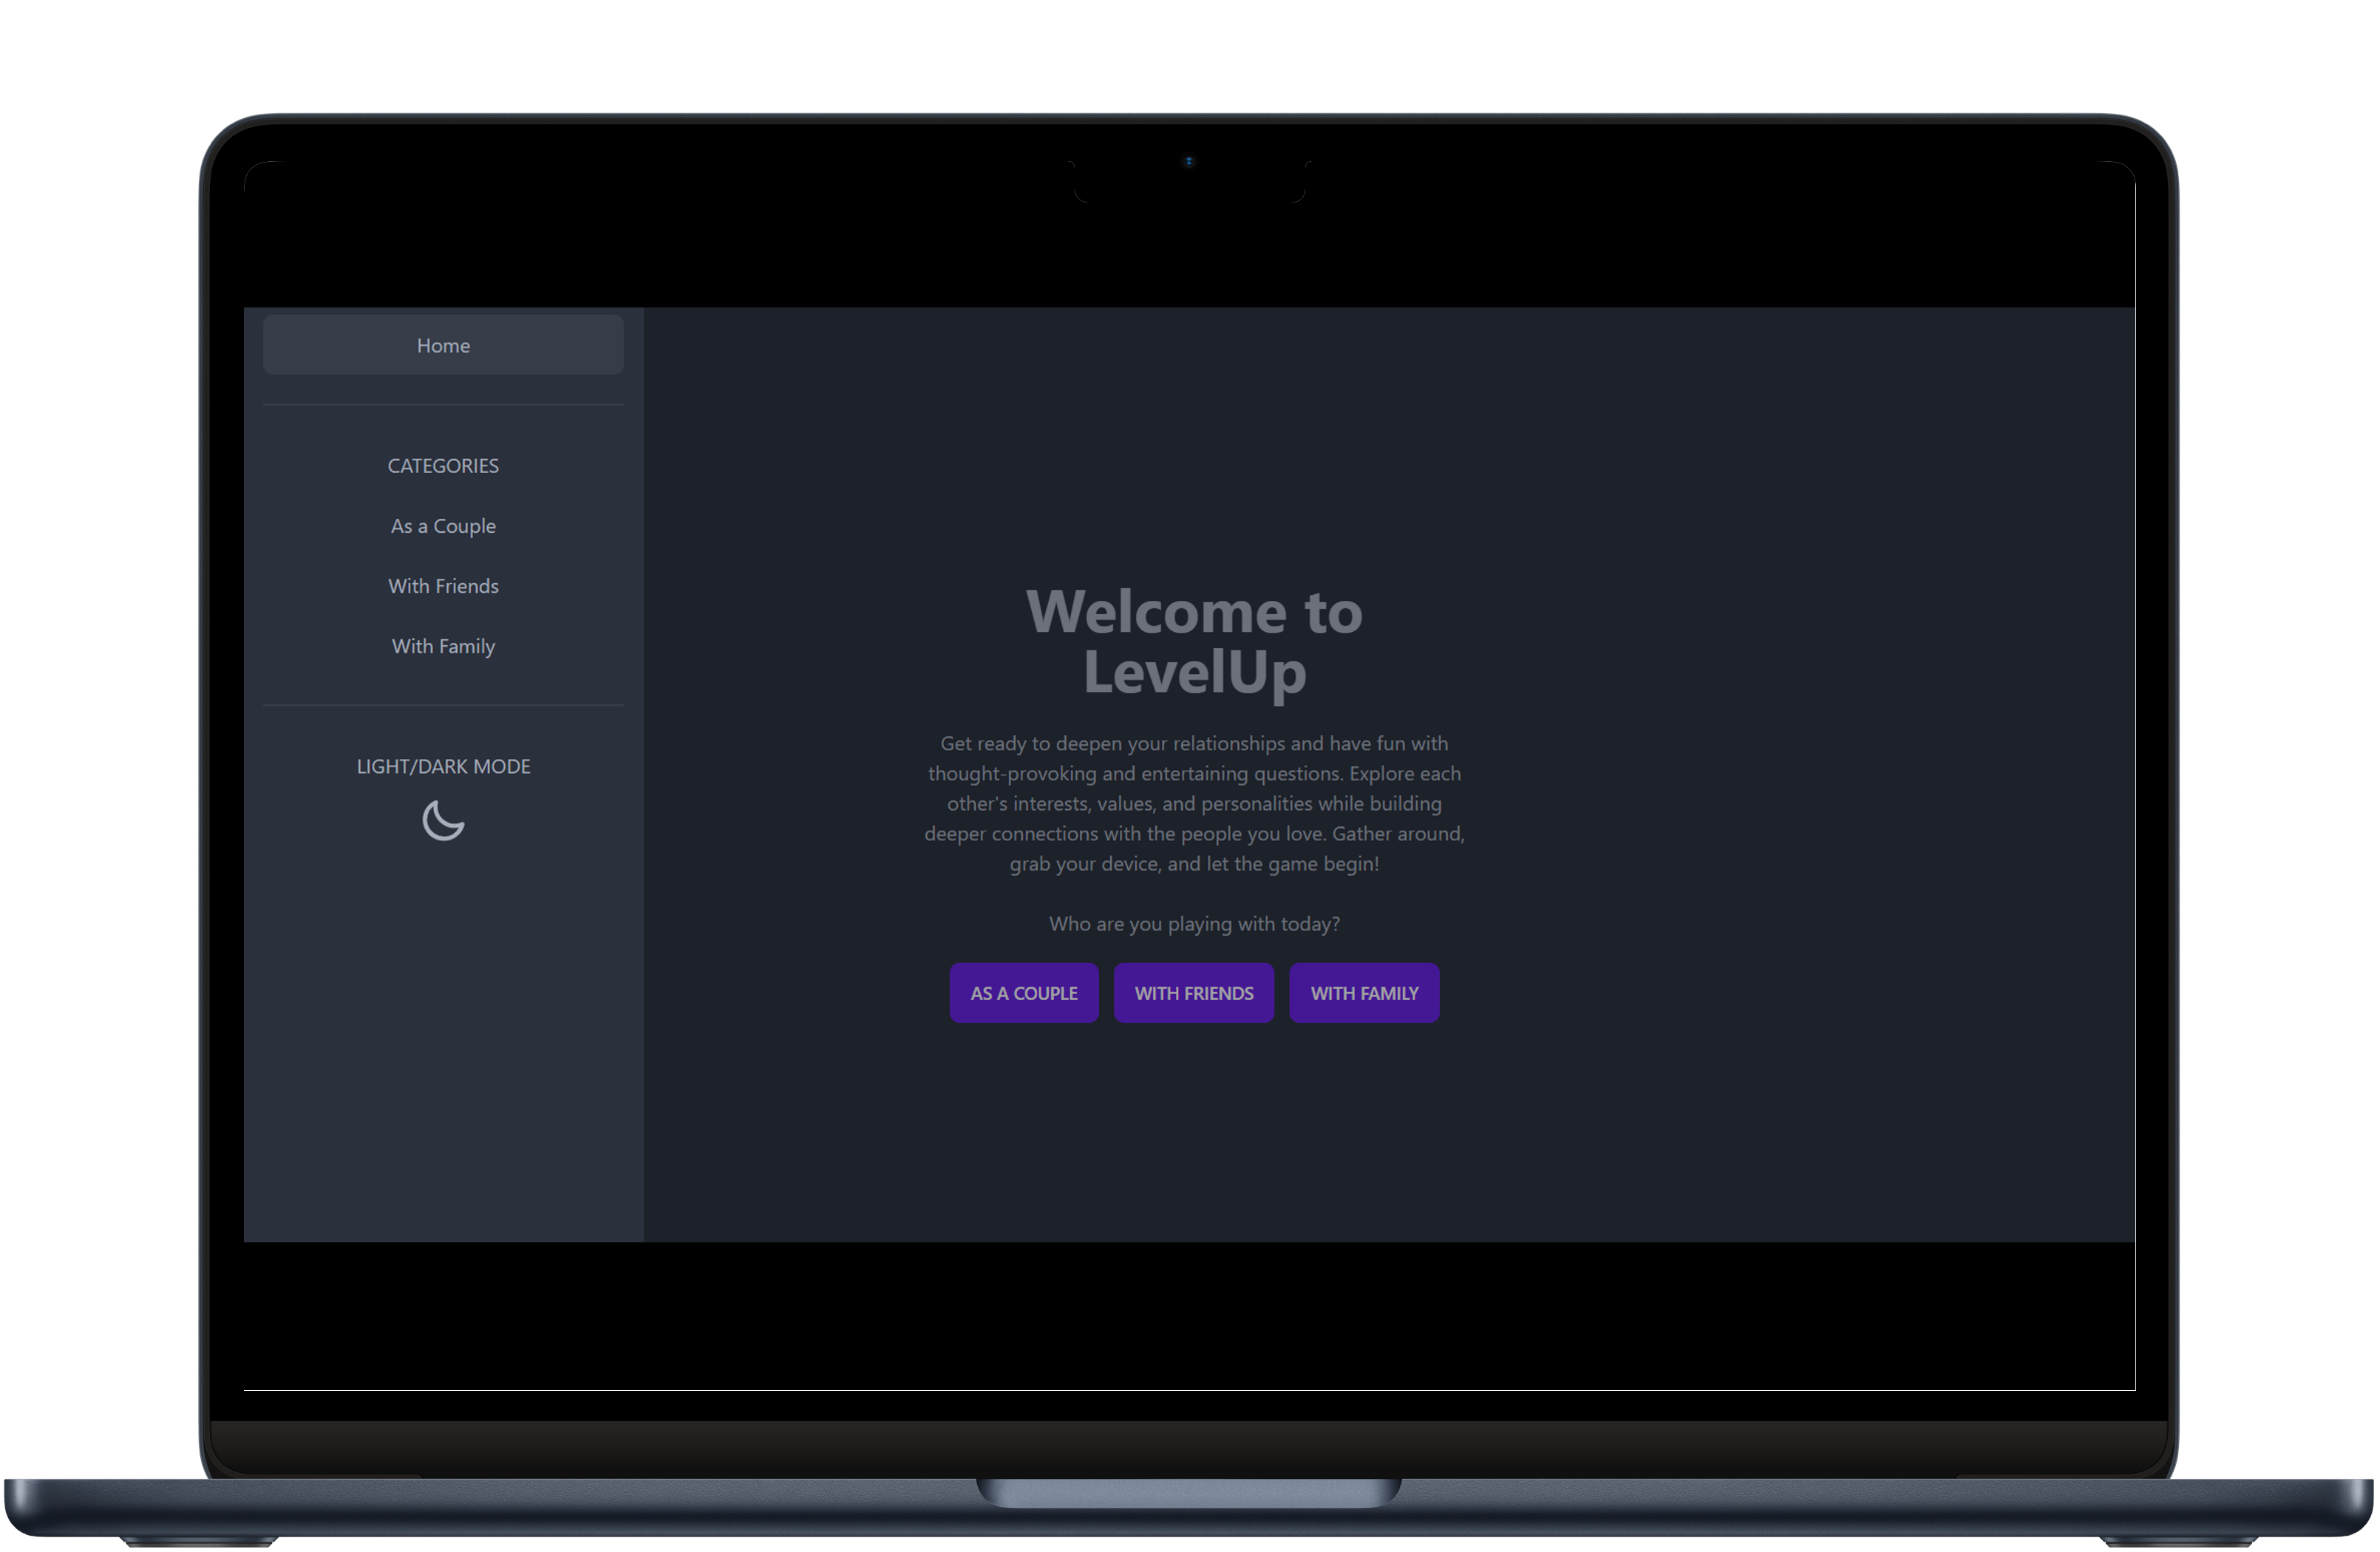 Home
CATEGORIES
As a Couple
With Friends
With Family
LIGHT/DARK MODE
Welcome to
LevelUp
Get ready to deepen your relationships and have fun with
thought-provoking and entertaining questions. Explore each
other's interests, values, and personalities while building
deeper connections with the people you love. Gather around,
grab your device, and let the game begin!
Who are you playing with today?
AS A COUPLE WITH FRIENDS WITH FAMILY